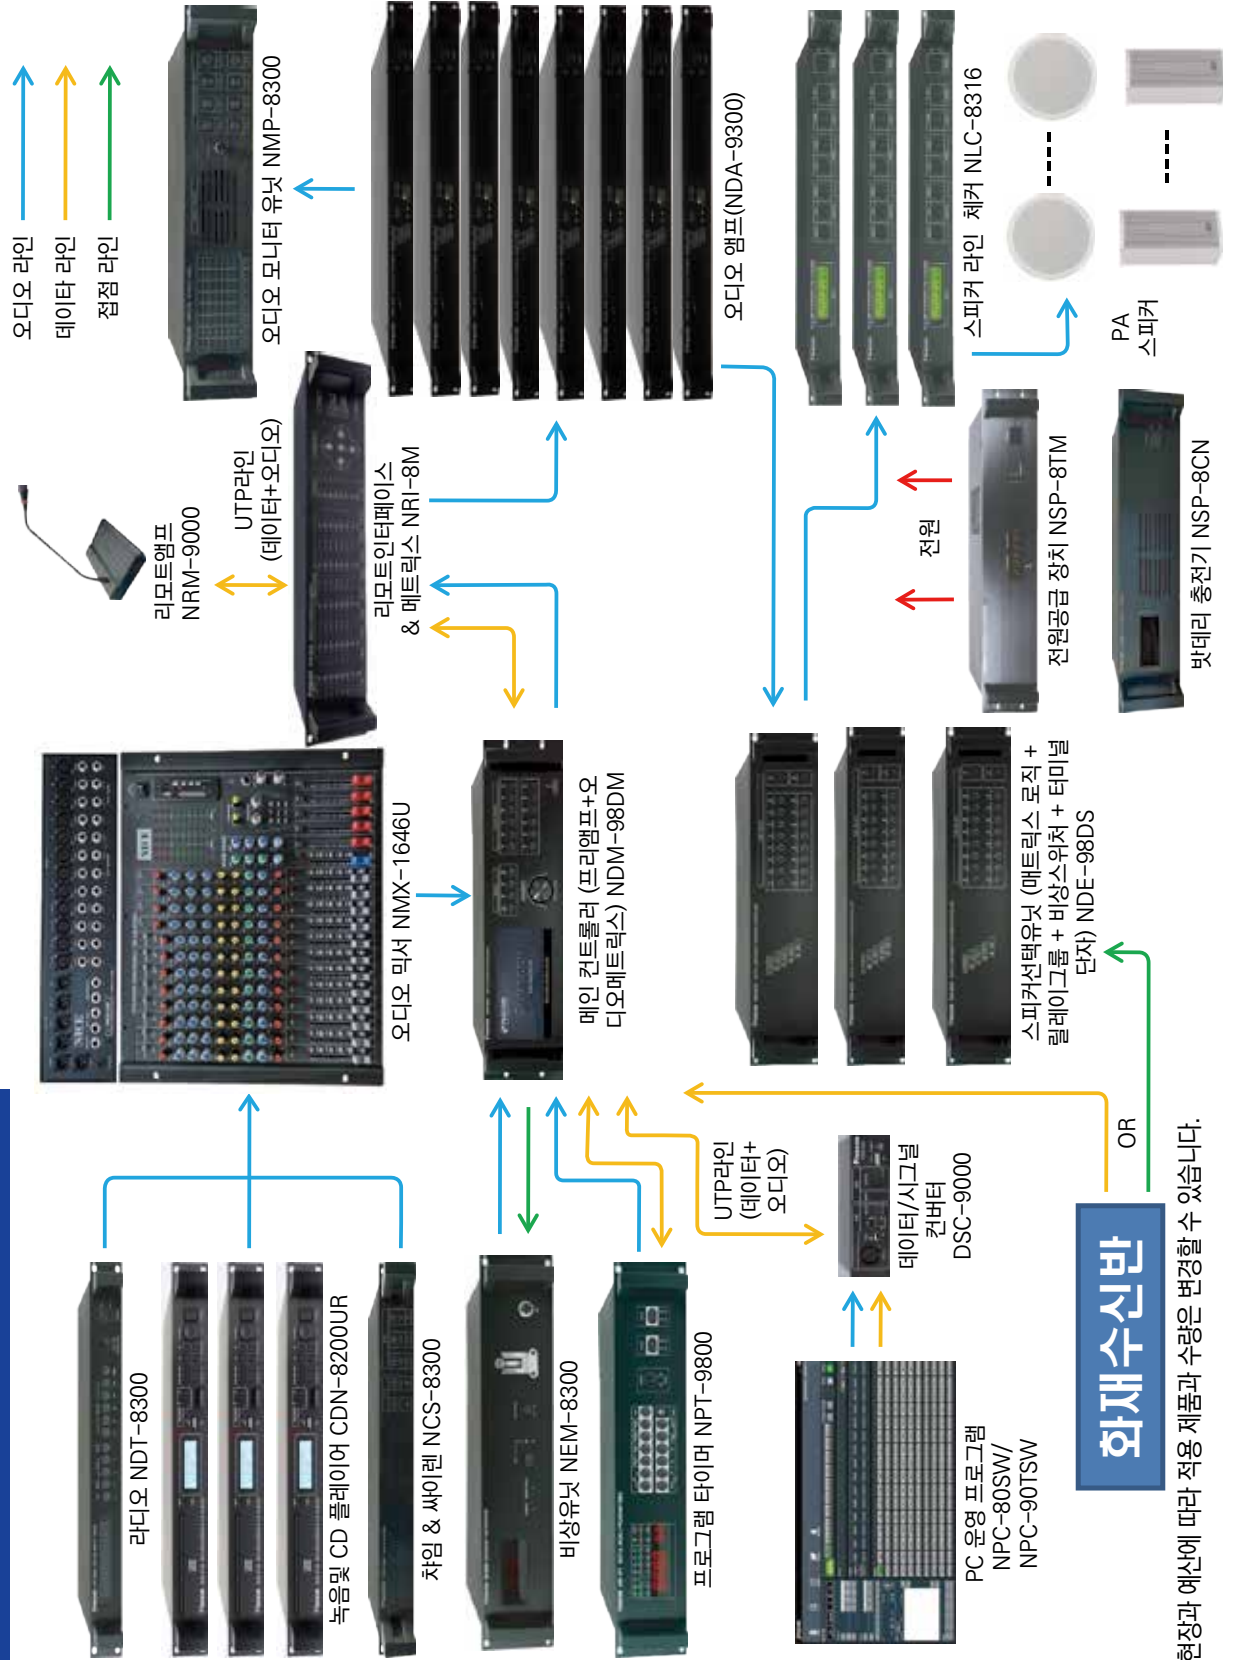 오디오 라인
데이타 라인
접점 라인
라디오 NDT-8300
녹음및 CD 플레이어 CDN-8200UR
챠임 & 싸이렌 NCS-8300
비상유닛 NEM-8300
프로그램 타이머 NPT-9800
PC 운영 프로그램
NPC-80SW/
NPC-90TSW
오디오 믹서 NMX-1646U
메인 컨트롤러 (프리앰프+오
디오메트릭스) NDM-98DM
UTP라인
(데이터+
오디오)
데이터/시그널
컨버터
DSC-9000
리모트앰프
NRM-9000
UTP라인
(데이터+오디오)
리모트인터페이스
& 메트릭스 NRI-8M
오디오 모니터 유닛 NMP-8300
오디오 앰프(NDA-9300)
스피커선택유닛 (매트릭스 로직 +
릴레이그룹 + 비상스위처 + 터미널
단자) NDE-98DS
스피커 라인 체커 NLC-8316
PA
스피커
전원
전원공급 장치 NSP-8TM
밧데리 충전기 NSP-8CN
화재수신반
OR
현장과 예산에 따라 적용 제품과 수량은 변경할 수 있습니다.